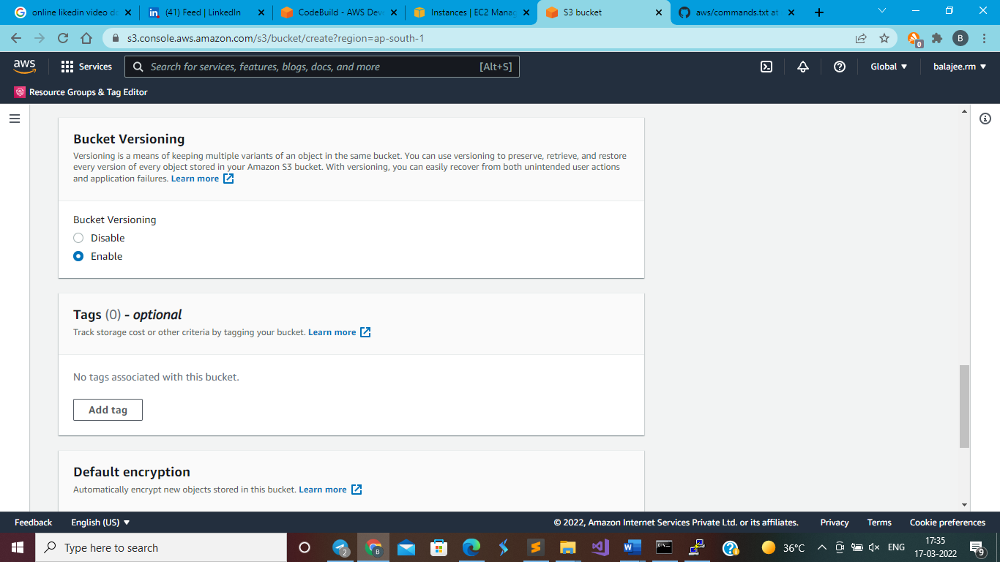 online likedin video do
(41) Feed | LinkedIn
CodeBuild - AWS Deve
Instances | EC2 Manag
S3 bucket
aws/commands.txt at
s3.console.aws.amazon.com/s3/bucket/create?region=ap-south-1
0
B
aws
Services
Search for services, features, blogs, docs, and more
[Alt+S]
Global
balajee.rm
Resource Groups & Tag Editor
Bucket Versioning
Versioning is a means of keeping multiple variants of an object in the same bucket. You can use versioning to preserve, retrieve, and restore
every version of every object stored in your Amazon S3 bucket. With versioning, you can easily recover from both unintended user actions
and application failures. Learn more
Bucket Versioning
Disable
Enable
Tags (0) - optional
Track storage cost or other criteria by tagging your bucket. Learn more
No tags associated with this bucket.
Add tag
Default encryption
Automatically encrypt new objects stored in this bucket. Learn more
Feedback
English (US)
© 2022, Amazon Internet Services Private Ltd. or its affiliates.
Privacy
Terms
Cookie preferences
Type here to search
2
B
36°C
ENG
17:35
17-03-2022
9